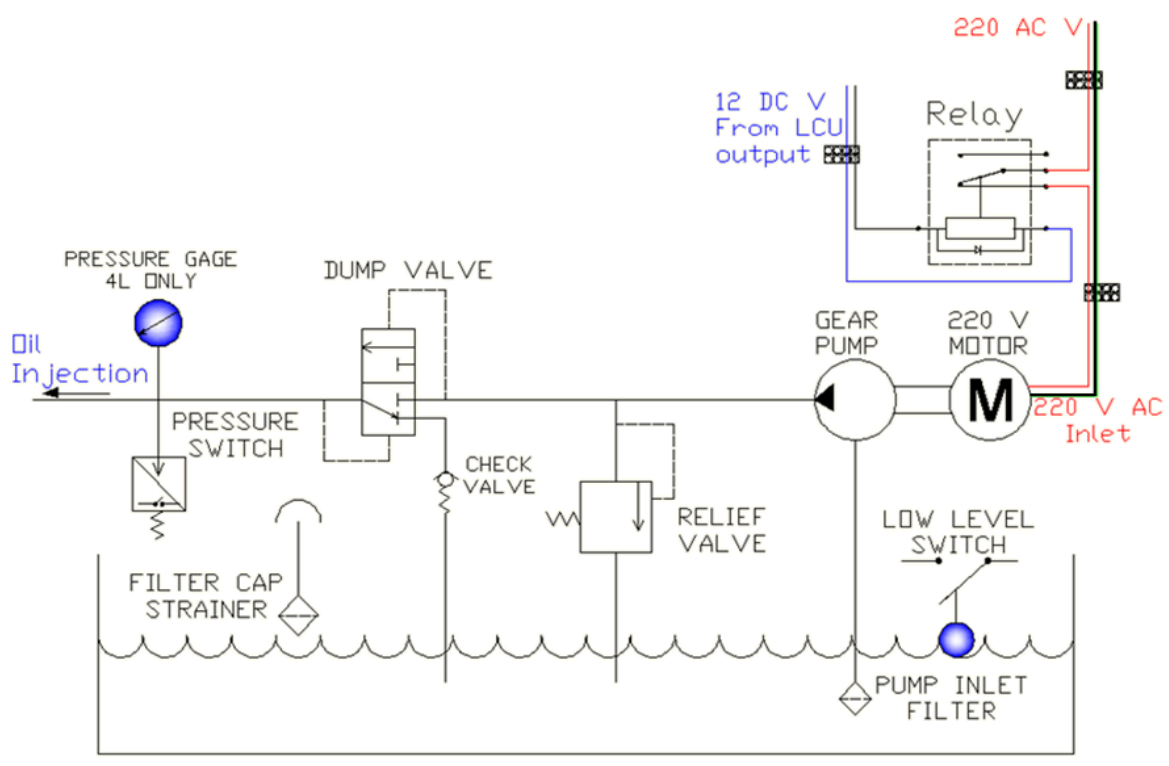 220 AC V
12 DC V
From LCU
output
Relay
PRESSURE GAGE
4L ONLY
DUMP VALVE
GEAR
PUMP
220 V
MOTOR
Oil
Injection
M
220 V AC
Inlet
PRESSURE
SWITCH
CHECK
VALVE
RELIEF
VALVE
LOW LEVEL
SWITCH
FILTER CAP
STRAINER
PUMP INLET
FILTER